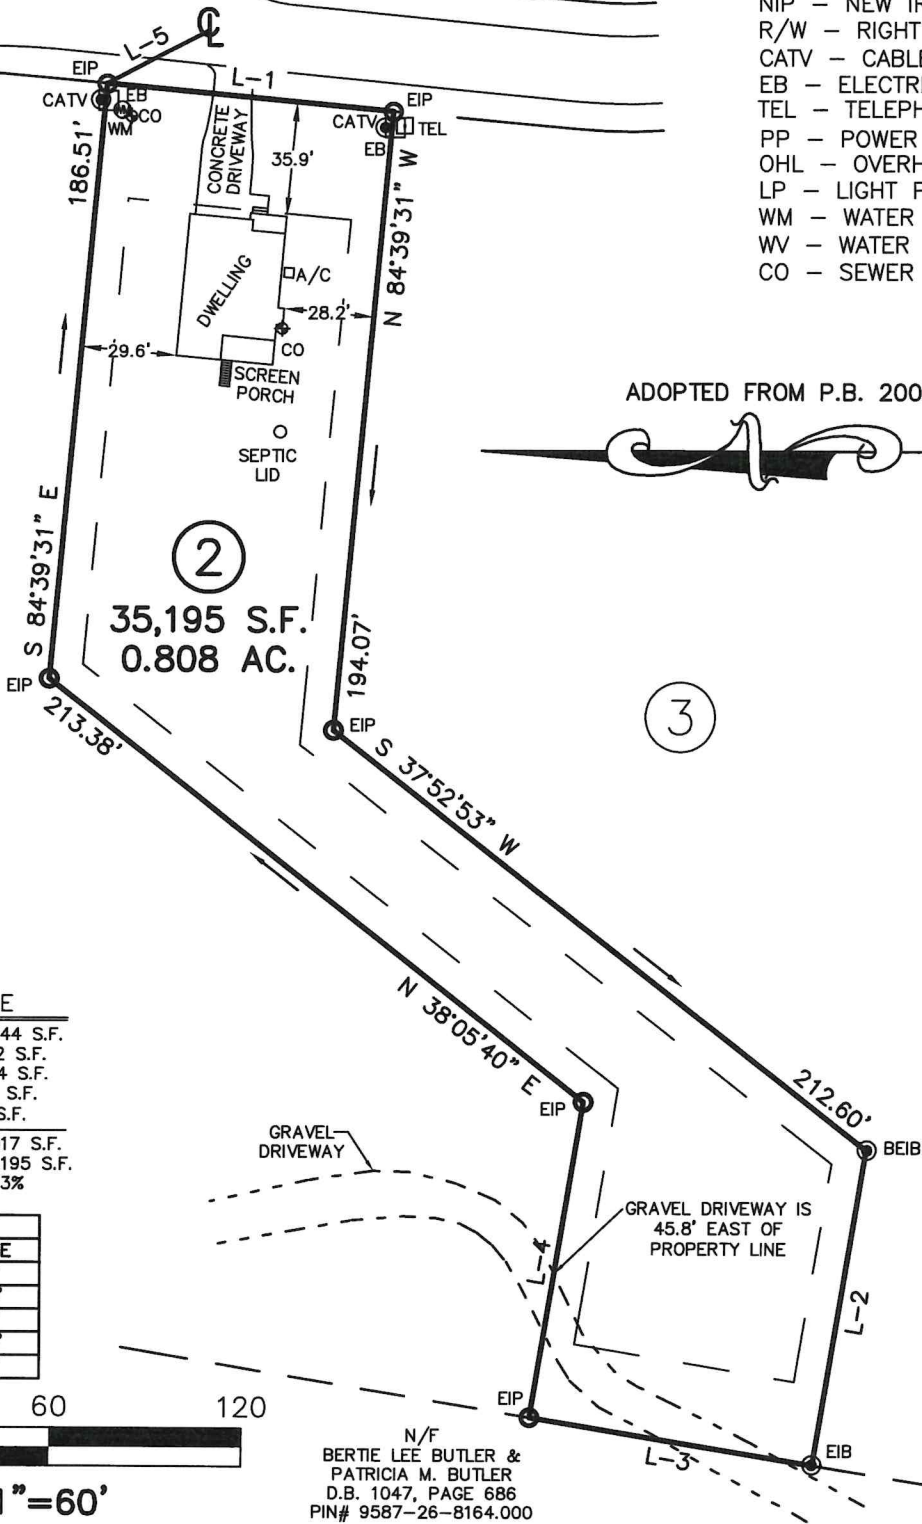 NIP – NEW
R/W – RIGHT
CATV – CABLE
EB –
TEL –
PP – POWER
OHL –
LP – LIGHT
WM – WATER
WV – WATER
CO – SEWER
ADOPTED FROM P.B. 200
℄
L-5
EIP
L-1
EIP
CATV
EB
CO
WM
CATV
TEL
EB
186.51'
CONCRETE
DRIVEWAY
35.9'
N 84°39'31" W
A/C
DWELLING
28.2'
29.6'
CO
SCREEN
PORCH
SEPTIC
LID
S 84°39'31" E
2
35,195 S.F.
0.808 AC.
194.07'
EIP
EIP
213.38'
3
S 37°52'53" W
N 38°05'40" E
212.60'
EIP
BEIB
E
44 S.F.
2 S.F.
4 S.F.
S.F.
S.F.
17 S.F.
195 S.F.
3%
E
GRAVEL
DRIVEWAY
GRAVEL DRIVEWAY IS
45.8' EAST OF
PROPERTY LINE
L-4
L-2
EIP
L-3
EIB
60 120
1"=60'
N/F
BERTIE LEE BUTLER &
PATRICIA M. BUTLER
D.B. 1047, PAGE 686
PIN# 9587-26-8164.000